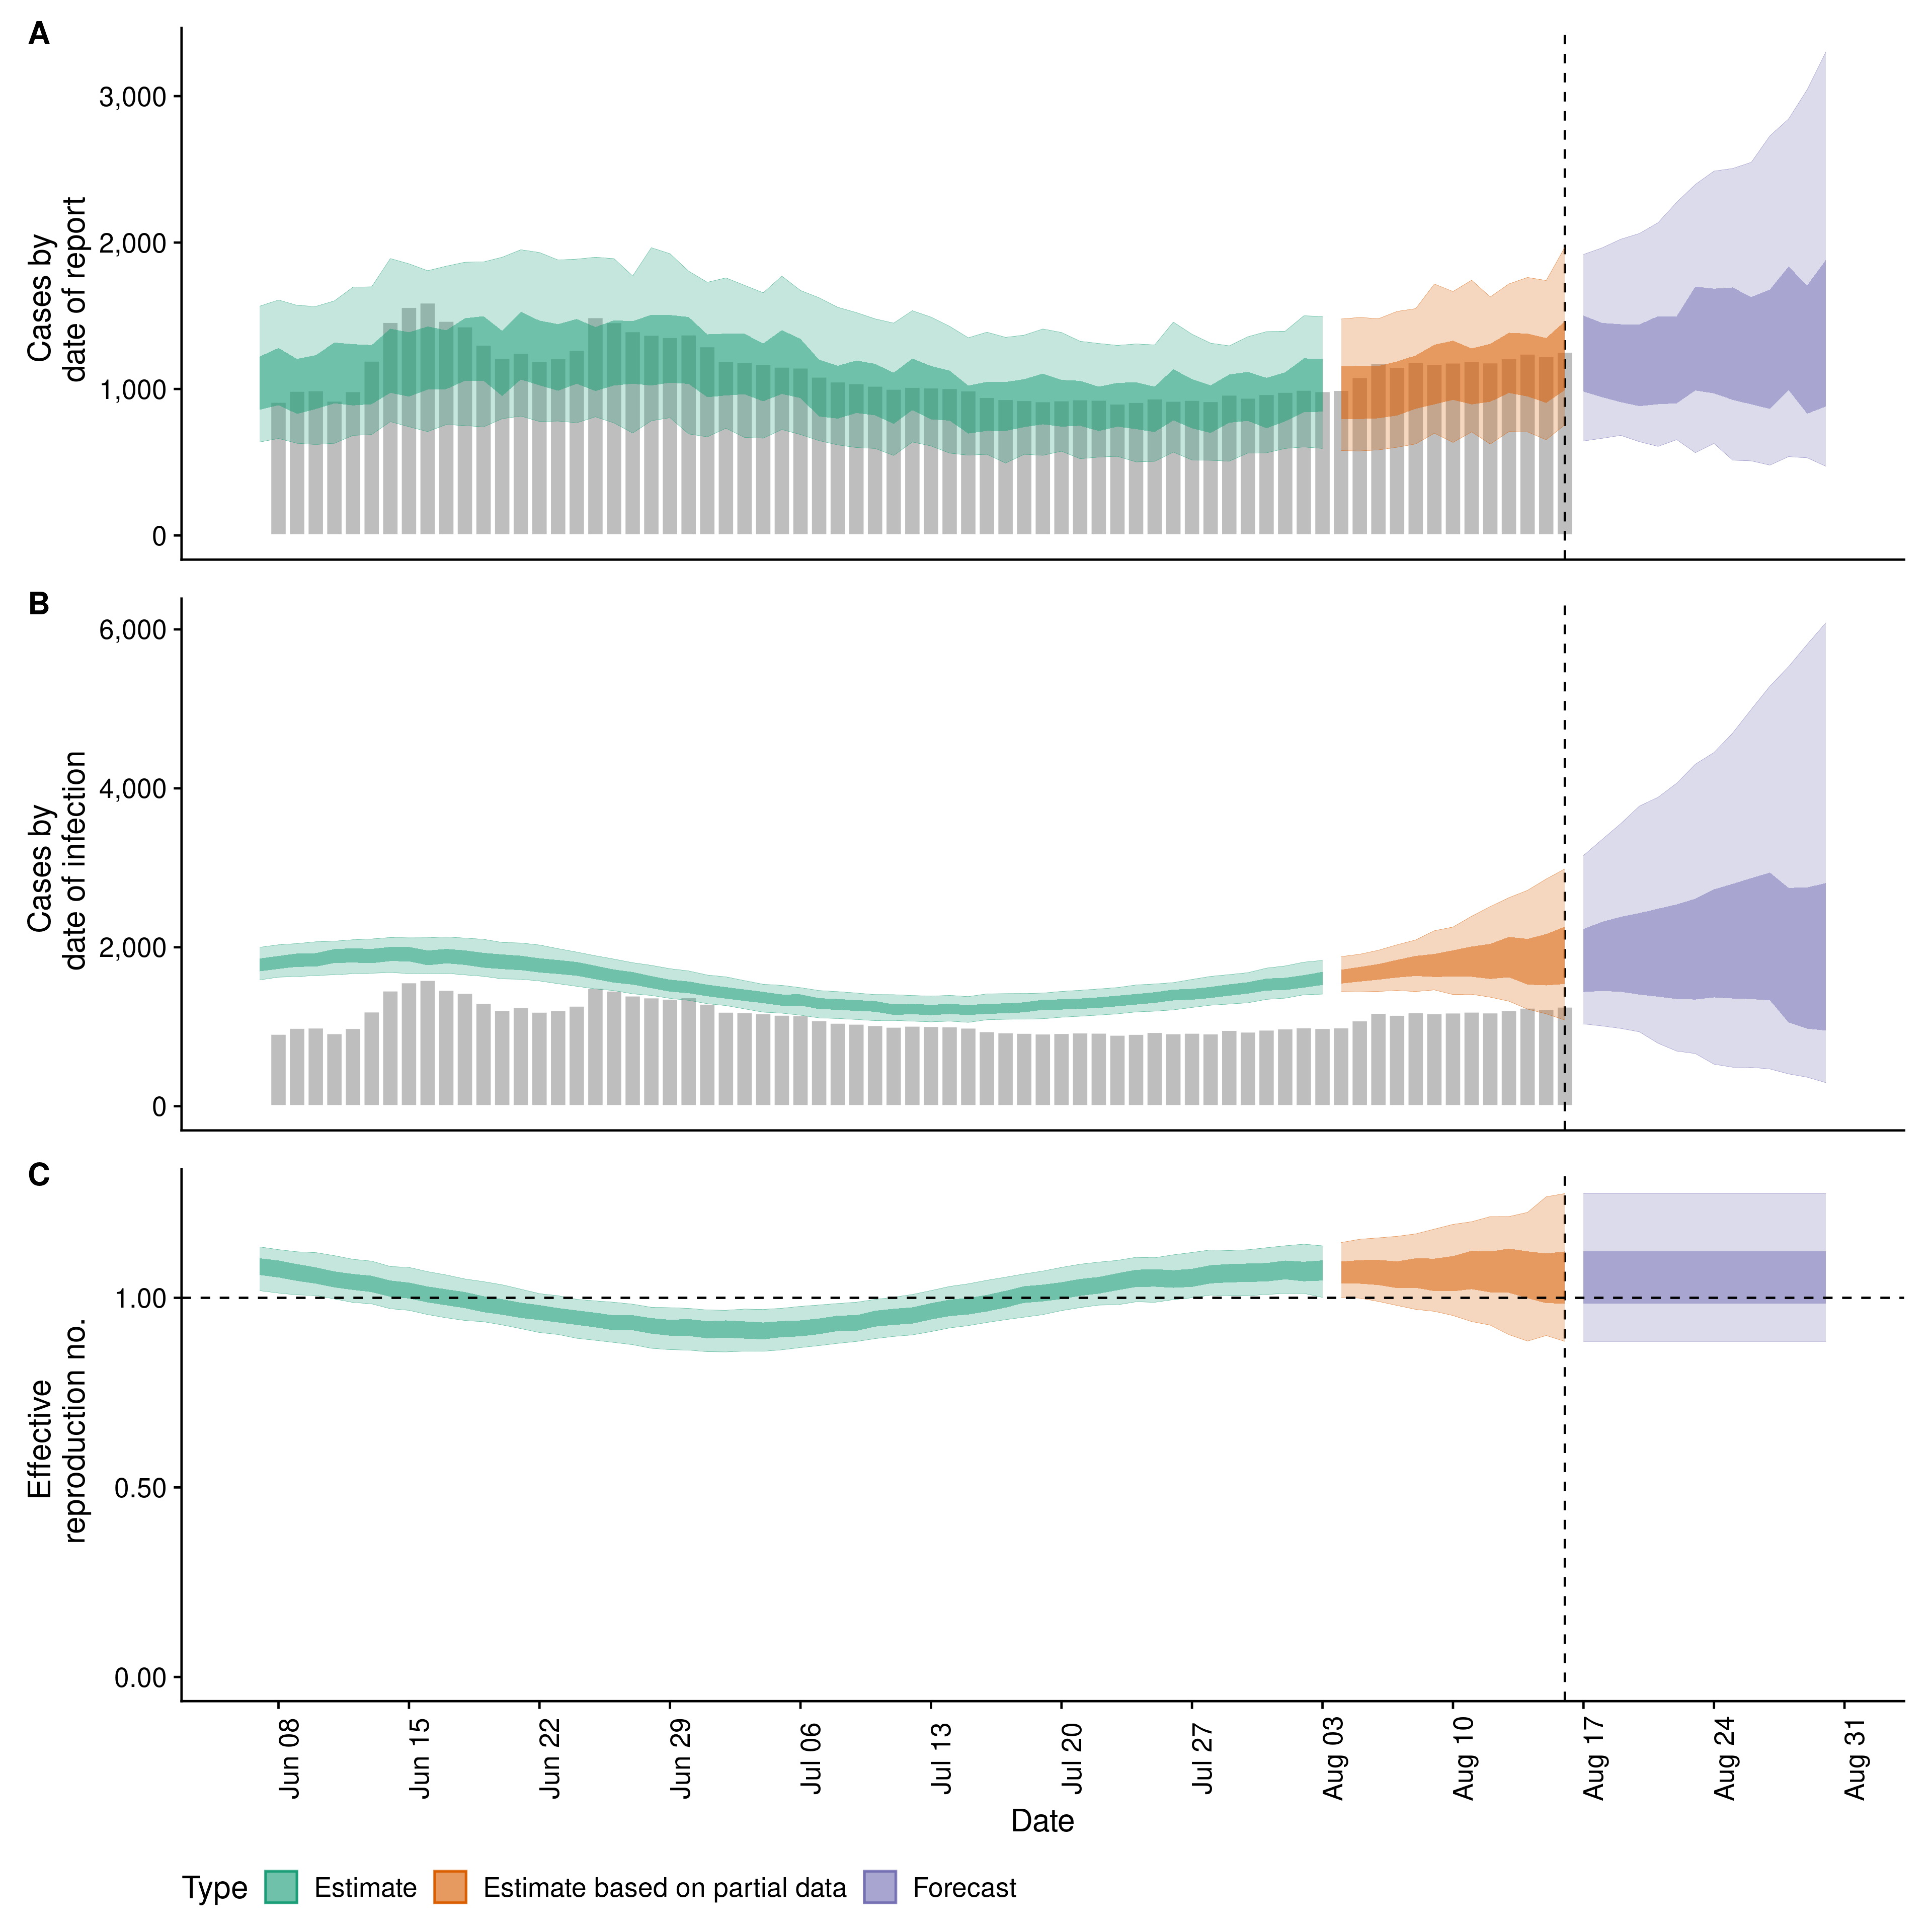 A
3,000
2,000
1,000
0
Cases by
date of report
B
6,000
4,000
2,000
0
Cases by
date of infection
C
1.00
0.50
0.00
Effective
reproduction no.
Jun 08
Jun 15
Jun 22
Jun 29
Jul 06
Jul 13
Jul 20
Jul 27
Aug 03
Aug 10
Aug 17
Aug 24
Aug 31
Date
Type Estimate Estimate based on partial data Forecast